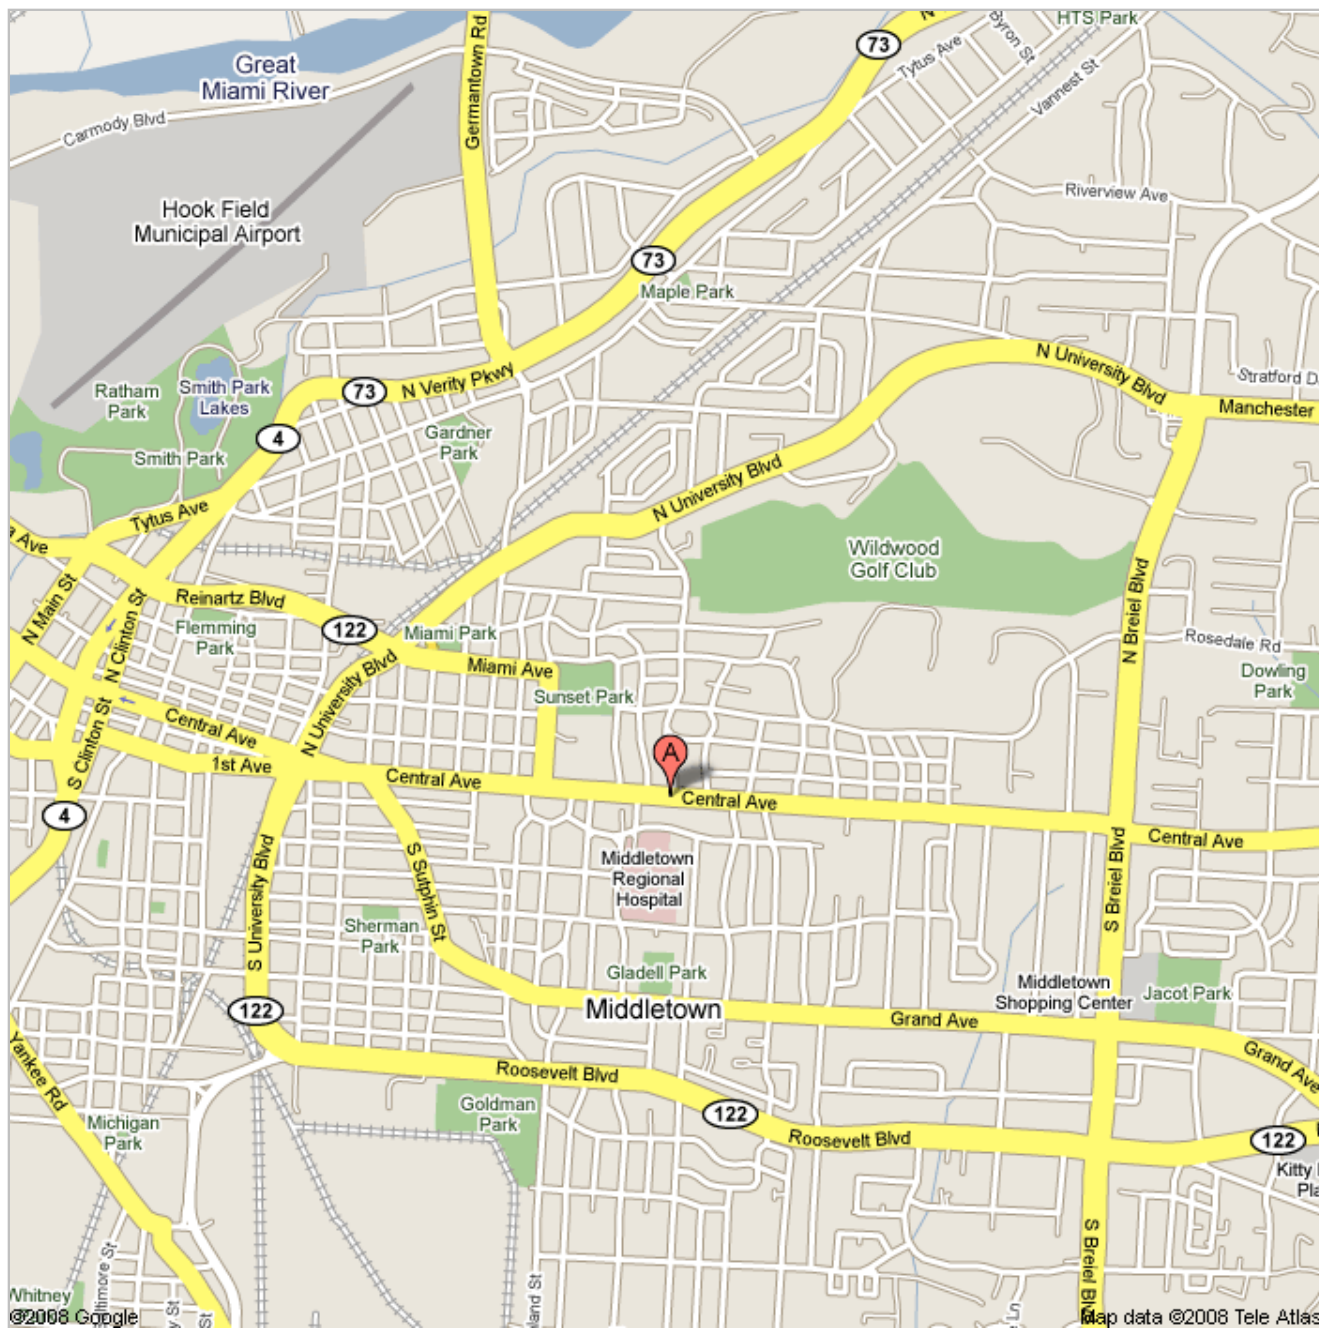 HTS Park
Byron St
N
73
Germantown Rd
Tytus Ave
Great
Miami River
Vannest St
Carmody Blvd
Riverview Ave
Hook Field
Municipal Airport
73
Maple Park
N University Blvd
Stratford D
Manchester
N Verity Pkwy
73
Ratham
Park
Smith Park
Lakes
4
Gardner
Park
Smith Park
N University Blvd
Tytus Ave
Ave
Wildwood
Golf Club
N Main St
N Clinton St
Reinartz Blvd
122
Flemming
Park
Miami Park
N Breiel Blvd
Rosedale Rd
Miami Ave
N University Blvd
Sunset Park
Dowling
Park
S Clinton St
Central Ave
A
1st Ave
Central Ave
Central Ave
Central Ave
4
S University Blvd
S Sutphin St
Middletown
Regional
Hospital
S Breiel Blvd
Sherman
Park
Gladell Park
Middletown
Shopping Center
Jacot Park
122
Middletown
Grand Ave
Grand Ave
Yankee Rd
Roosevelt Blvd
Goldman
Park
122
Roosevelt Blvd
122
Michigan
Park
Kitty
Pla
S Breiel Blvd
ltimore St
y St
land St
Ln
Whitney
©2008 Google
Map data ©2008 Tele Atlas